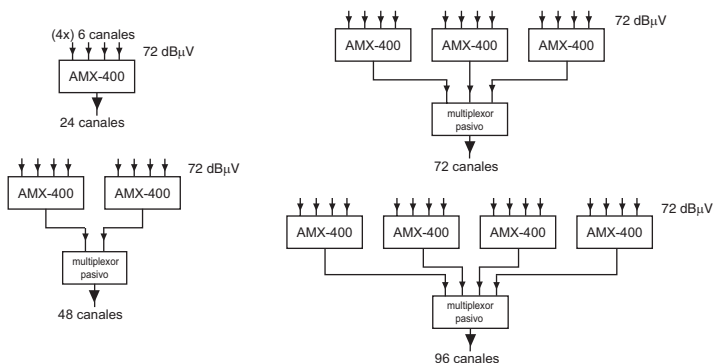 (4x) 6 canales
72 dBµV
AMX-400
24 canales
72 dBµV
AMX-400 AMX-400 AMX-400
multiplexor
pasivo
72 canales
72 dBµV
AMX-400 AMX-400
multiplexor
pasivo
48 canales
72 dBµV
AMX-400 AMX-400 AMX-400 AMX-400
multiplexor
pasivo
96 canales